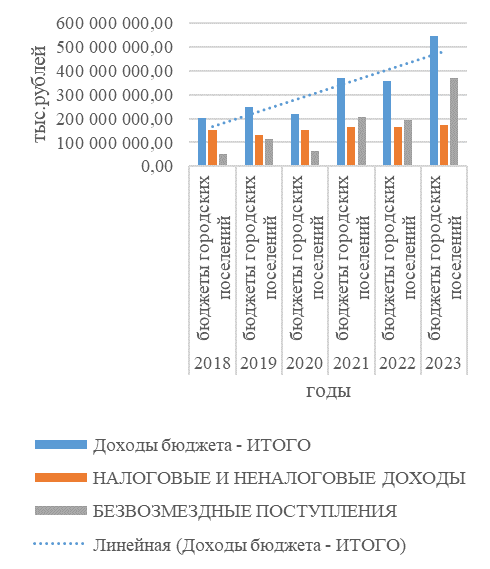 тыс.рублей
600 000 000,00
500 000 000,00
400 000 000,00
300 000 000,00
200 000 000,00
100 000 000,00
0,00
бюджеты городских
поселений
бюджеты городских
поселений
бюджеты городских
поселений
бюджеты городских
поселений
бюджеты городских
поселений
бюджеты городских
поселений
2018 2019 2020 2021 2022 2023
годы
Доходы бюджета - ИТОГО
НАЛОГОВЫЕ И НЕНАЛОГОВЫЕ ДОХОДЫ
БЕЗВОЗМЕЗДНЫЕ ПОСТУПЛЕНИЯ
Линейная (Доходы бюджета - ИТОГО)